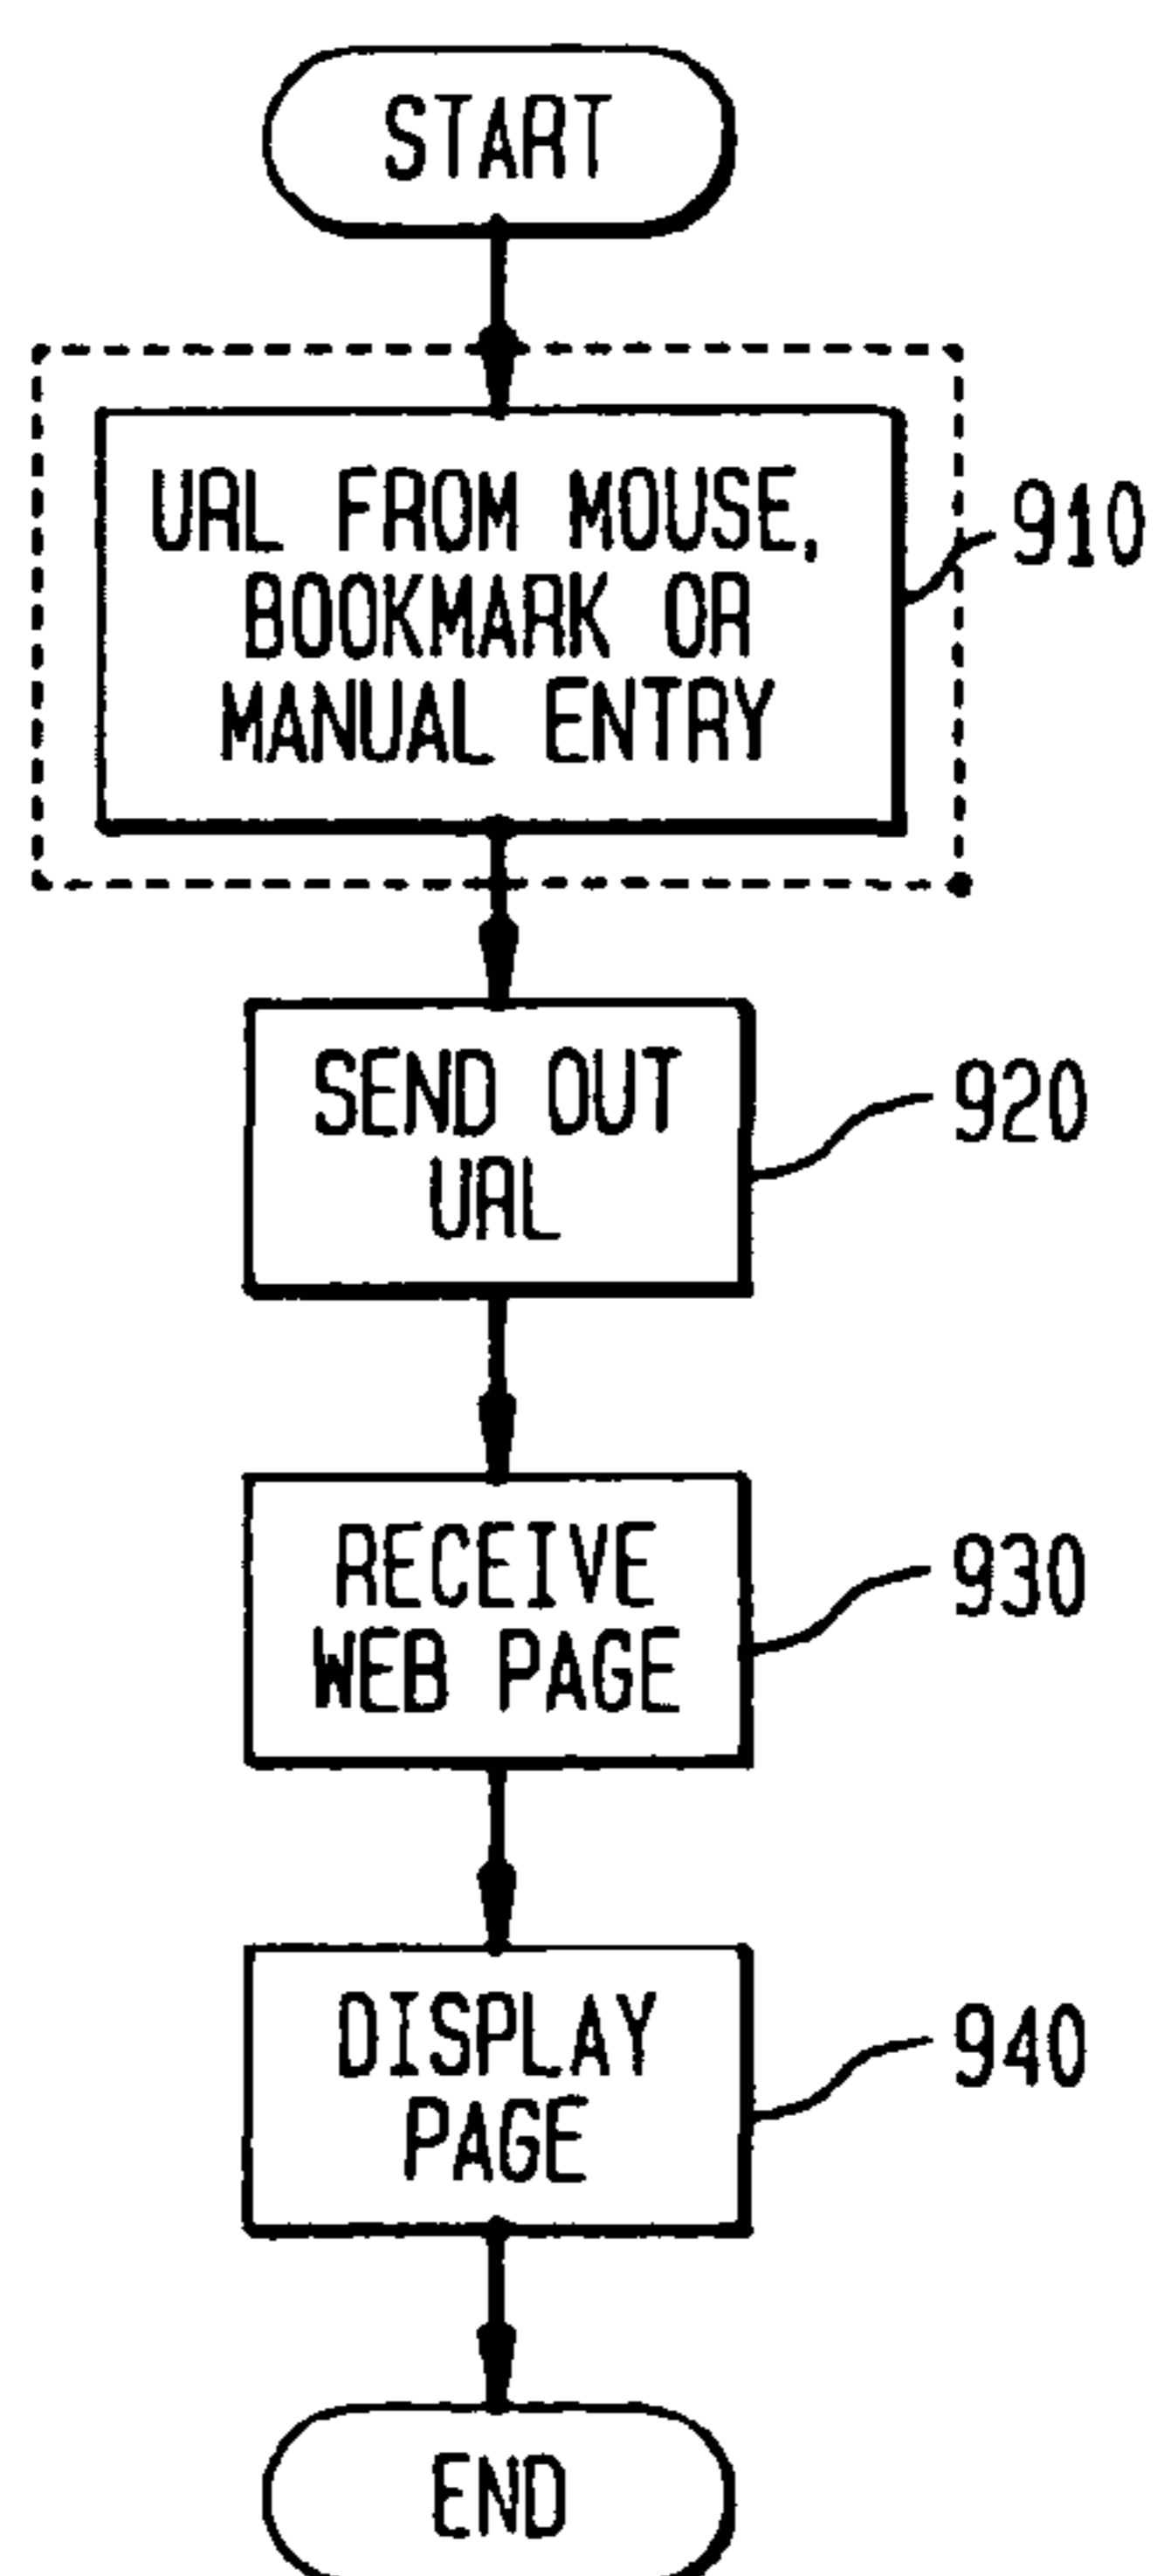 START
URL FROM MOUSE,
BOOKMARK OR
MANUAL ENTRY
910
SEND OUT
URL
920
RECEIVE
WEB PAGE
930
DISPLAY
PAGE
940
END